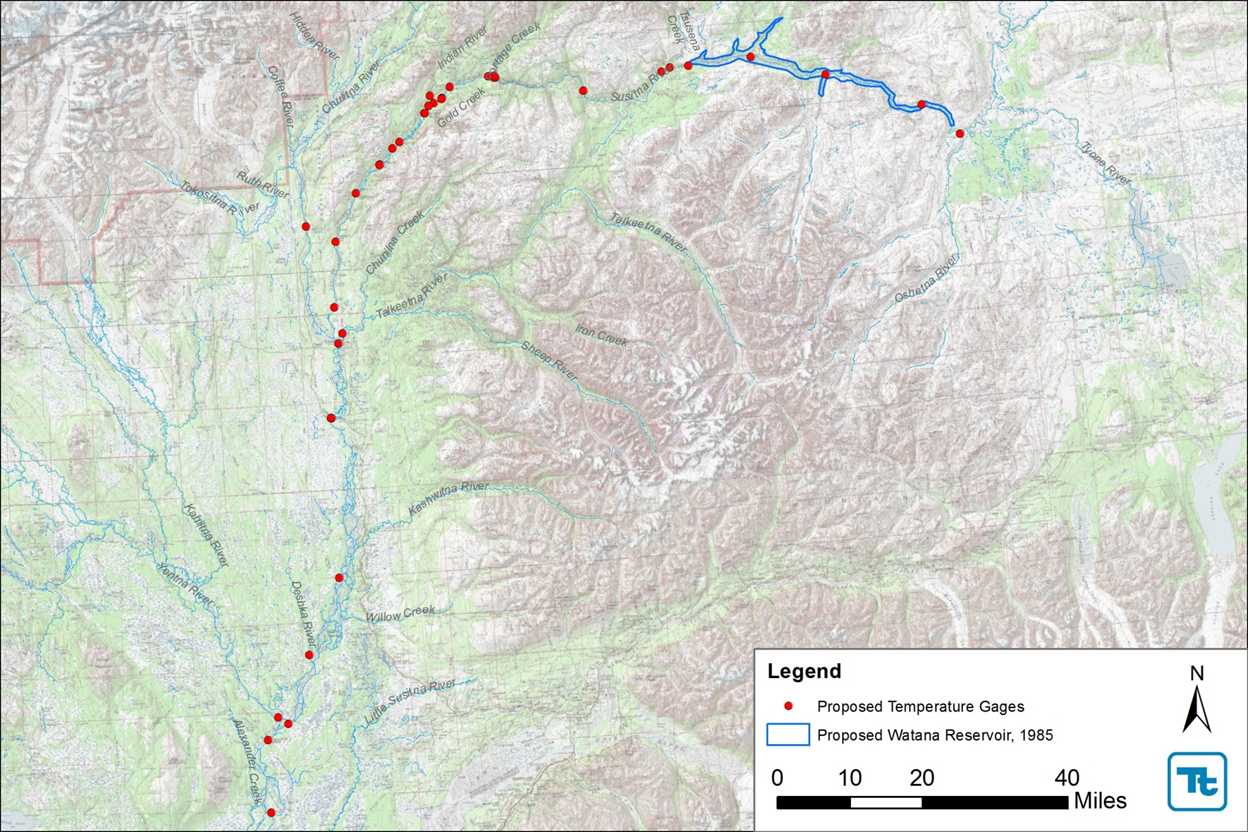 Hidden River
Coffee River
Chulitna River
Indian River
Portage Creek
Gold Creek
Tsusena
Creek
Susitna River
Tyone River
Ruth River
Tokositna River
Chunilna Creek
Talkeetna River
Oshetna River
Talkeetna River
Iron Creek
Sheep River
Kashwitna River
Kahiltna River
Yentna River
Deshka River
Willow Creek
Little Susitna River
Alexander Creek
Legend
Proposed Temperature Gages
Proposed Watana Reservoir, 1985
N
0 10 20 40
Miles
Tt